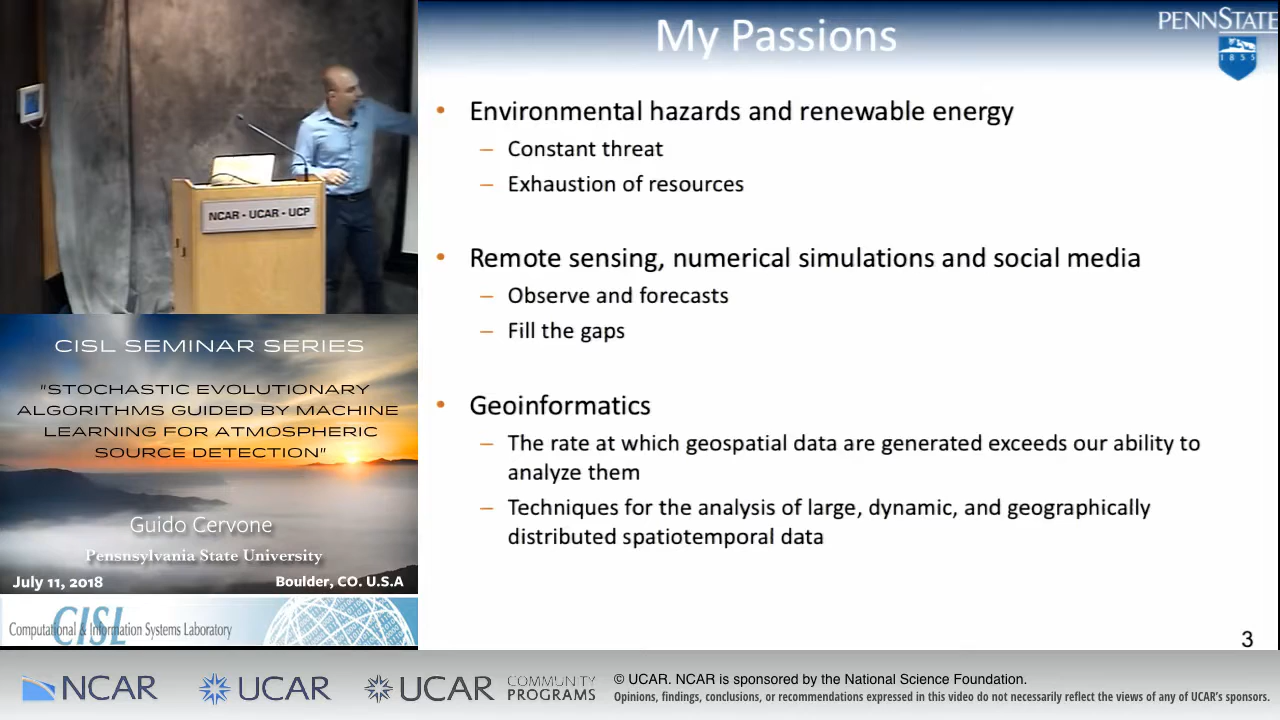 My Passions
PENNSTATE
1855
• Environmental hazards and renewable energy
– Constant threat
– Exhaustion of resources
• Remote sensing, numerical simulations and social media
– Observe and forecasts
– Fill the gaps
• Geoinformatics
– The rate at which geospatial data are generated exceeds our ability to
analyze them
– Techniques for the analysis of large, dynamic, and geographically
distributed spatiotemporal data
3
NCAR - UCAR - UCP
CISL SEMINAR SERIES
"STOCHASTIC EVOLUTIONARY
ALGORITHMS GUIDED BY MACHINE
LEARNING FOR ATMOSPHERIC
SOURCE DETECTION"
Guido Cervone
Pensnsylvania State University
July 11, 2018
Boulder, CO. U.S.A
CISL
Computational & Information Systems Laboratory
NCAR
UCAR
UCAR
COMMUNITY
PROGRAMS
© UCAR. NCAR is sponsored by the National Science Foundation.
Opinions, findings, conclusions, or recommendations expressed in this video do not necessarily reflect the views of any of UCAR's sponsors.